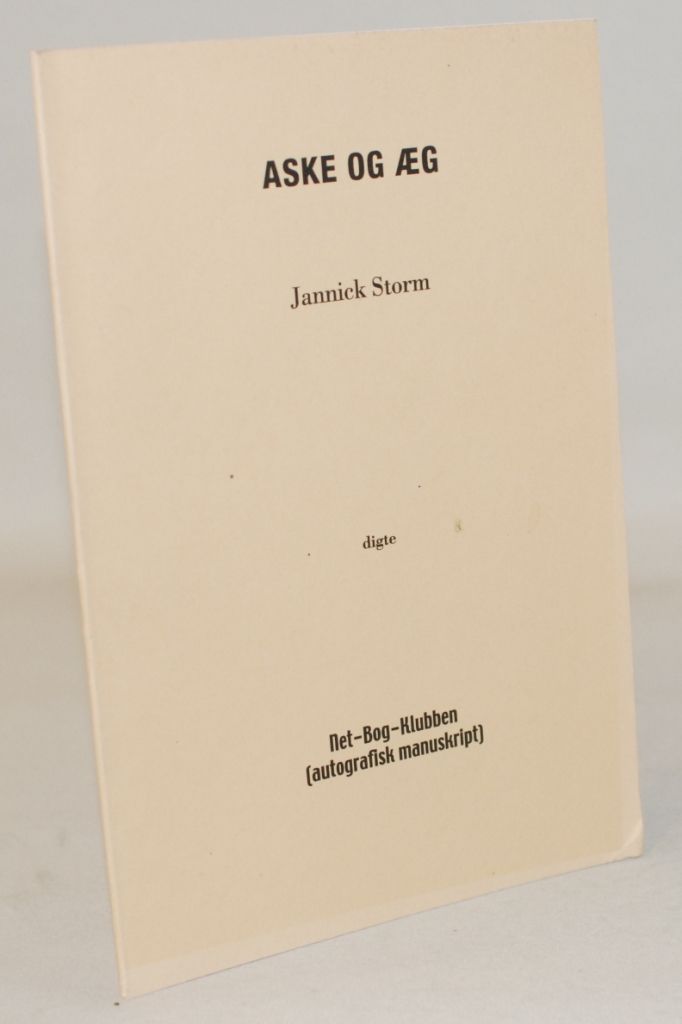 ASKE OG ÆG
Jannick Storm
digte
Net-Bog-Klubben
(autografisk manuskript)